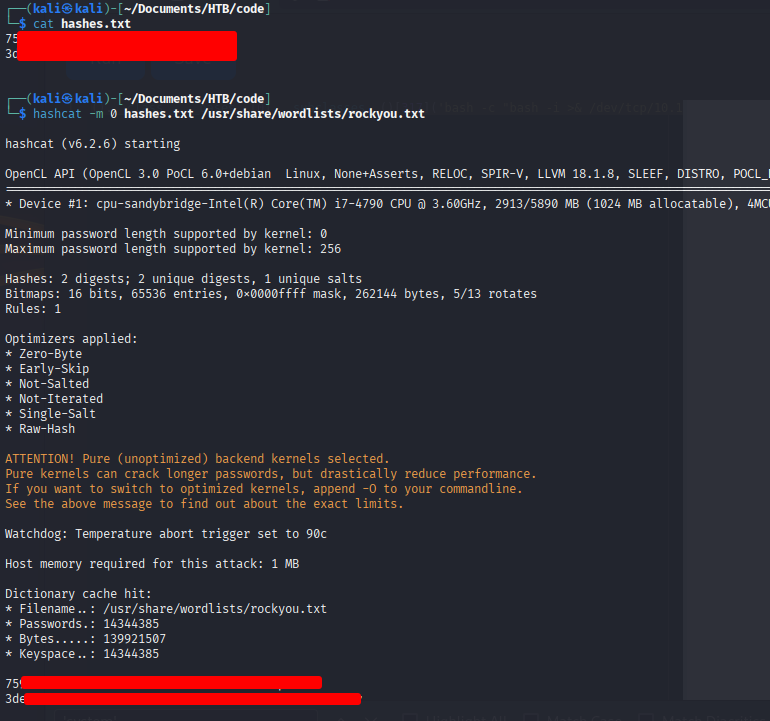 ┌──(kali㉿kali)-[~/Documents/HTB/code]
└─$ cat hashes.txt
75
3d
┌──(kali㉿kali)-[~/Documents/HTB/code]
└─$ hashcat -m 0 hashes.txt /usr/share/wordlists/rockyou.txt
hashcat (v6.2.6) starting
OpenCL API (OpenCL 3.0 PoCL 6.0+debian  Linux, None+Asserts, RELOC, SPIR-V, LLVM 18.1.8, SLEEF, DISTRO, POCL_
* Device #1: cpu-sandybridge-Intel(R) Core(TM) i7-4790 CPU @ 3.60GHz, 2913/5890 MB (1024 MB allocatable), 4MCU
Minimum password length supported by kernel: 0
Maximum password length supported by kernel: 256
Hashes: 2 digests; 2 unique digests, 1 unique salts
Bitmaps: 16 bits, 65536 entries, 0x0000ffff mask, 262144 bytes, 5/13 rotates
Rules: 1
Optimizers applied:
* Zero-Byte
* Early-Skip
* Not-Salted
* Not-Iterated
* Single-Salt
* Raw-Hash
ATTENTION! Pure (unoptimized) backend kernels selected.
Pure kernels can crack longer passwords, but drastically reduce performance.
If you want to switch to optimized kernels, append -O to your commandline.
See the above message to find out about the exact limits.
Watchdog: Temperature abort trigger set to 90c
Host memory required for this attack: 1 MB
Dictionary cache hit:
* Filename..: /usr/share/wordlists/rockyou.txt
* Passwords.: 14344385
* Bytes.....: 139921507
* Keyspace..: 14344385
75
3de